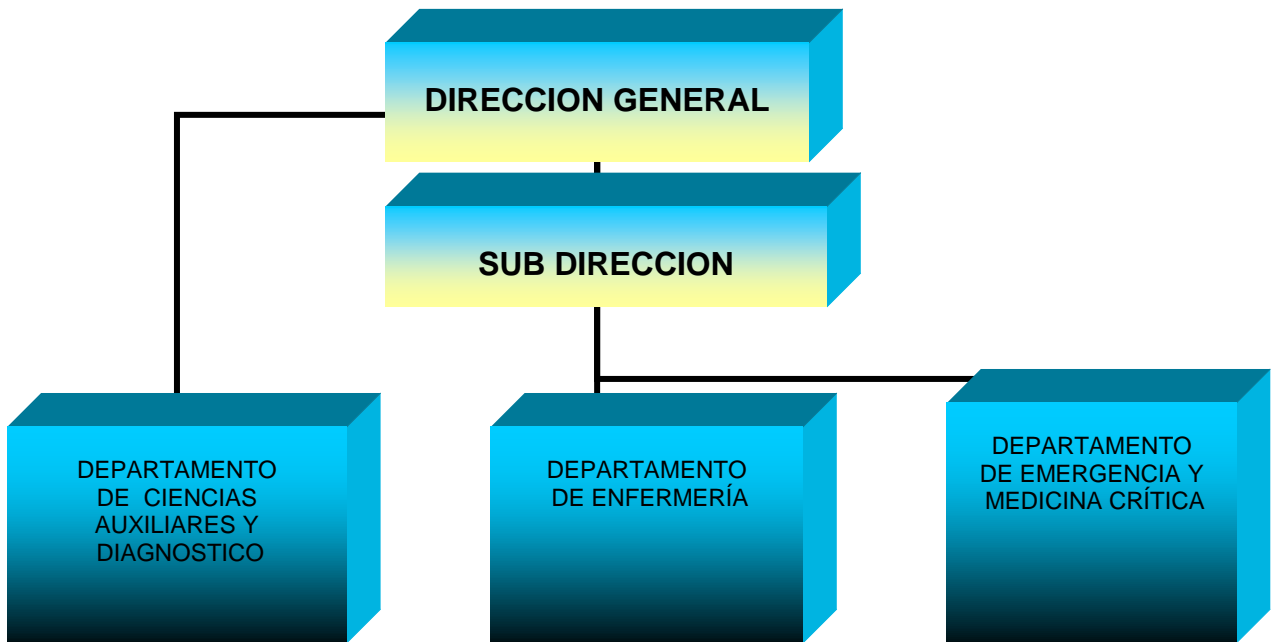 DIRECCION GENERAL
SUB DIRECCION
DEPARTAMENTO
DE CIENCIAS
AUXILIARES Y
DIAGNOSTICO
DEPARTAMENTO
DE ENFERMERÍA
DEPARTAMENTO
DE EMERGENCIA Y
MEDICINA CRÍTICA